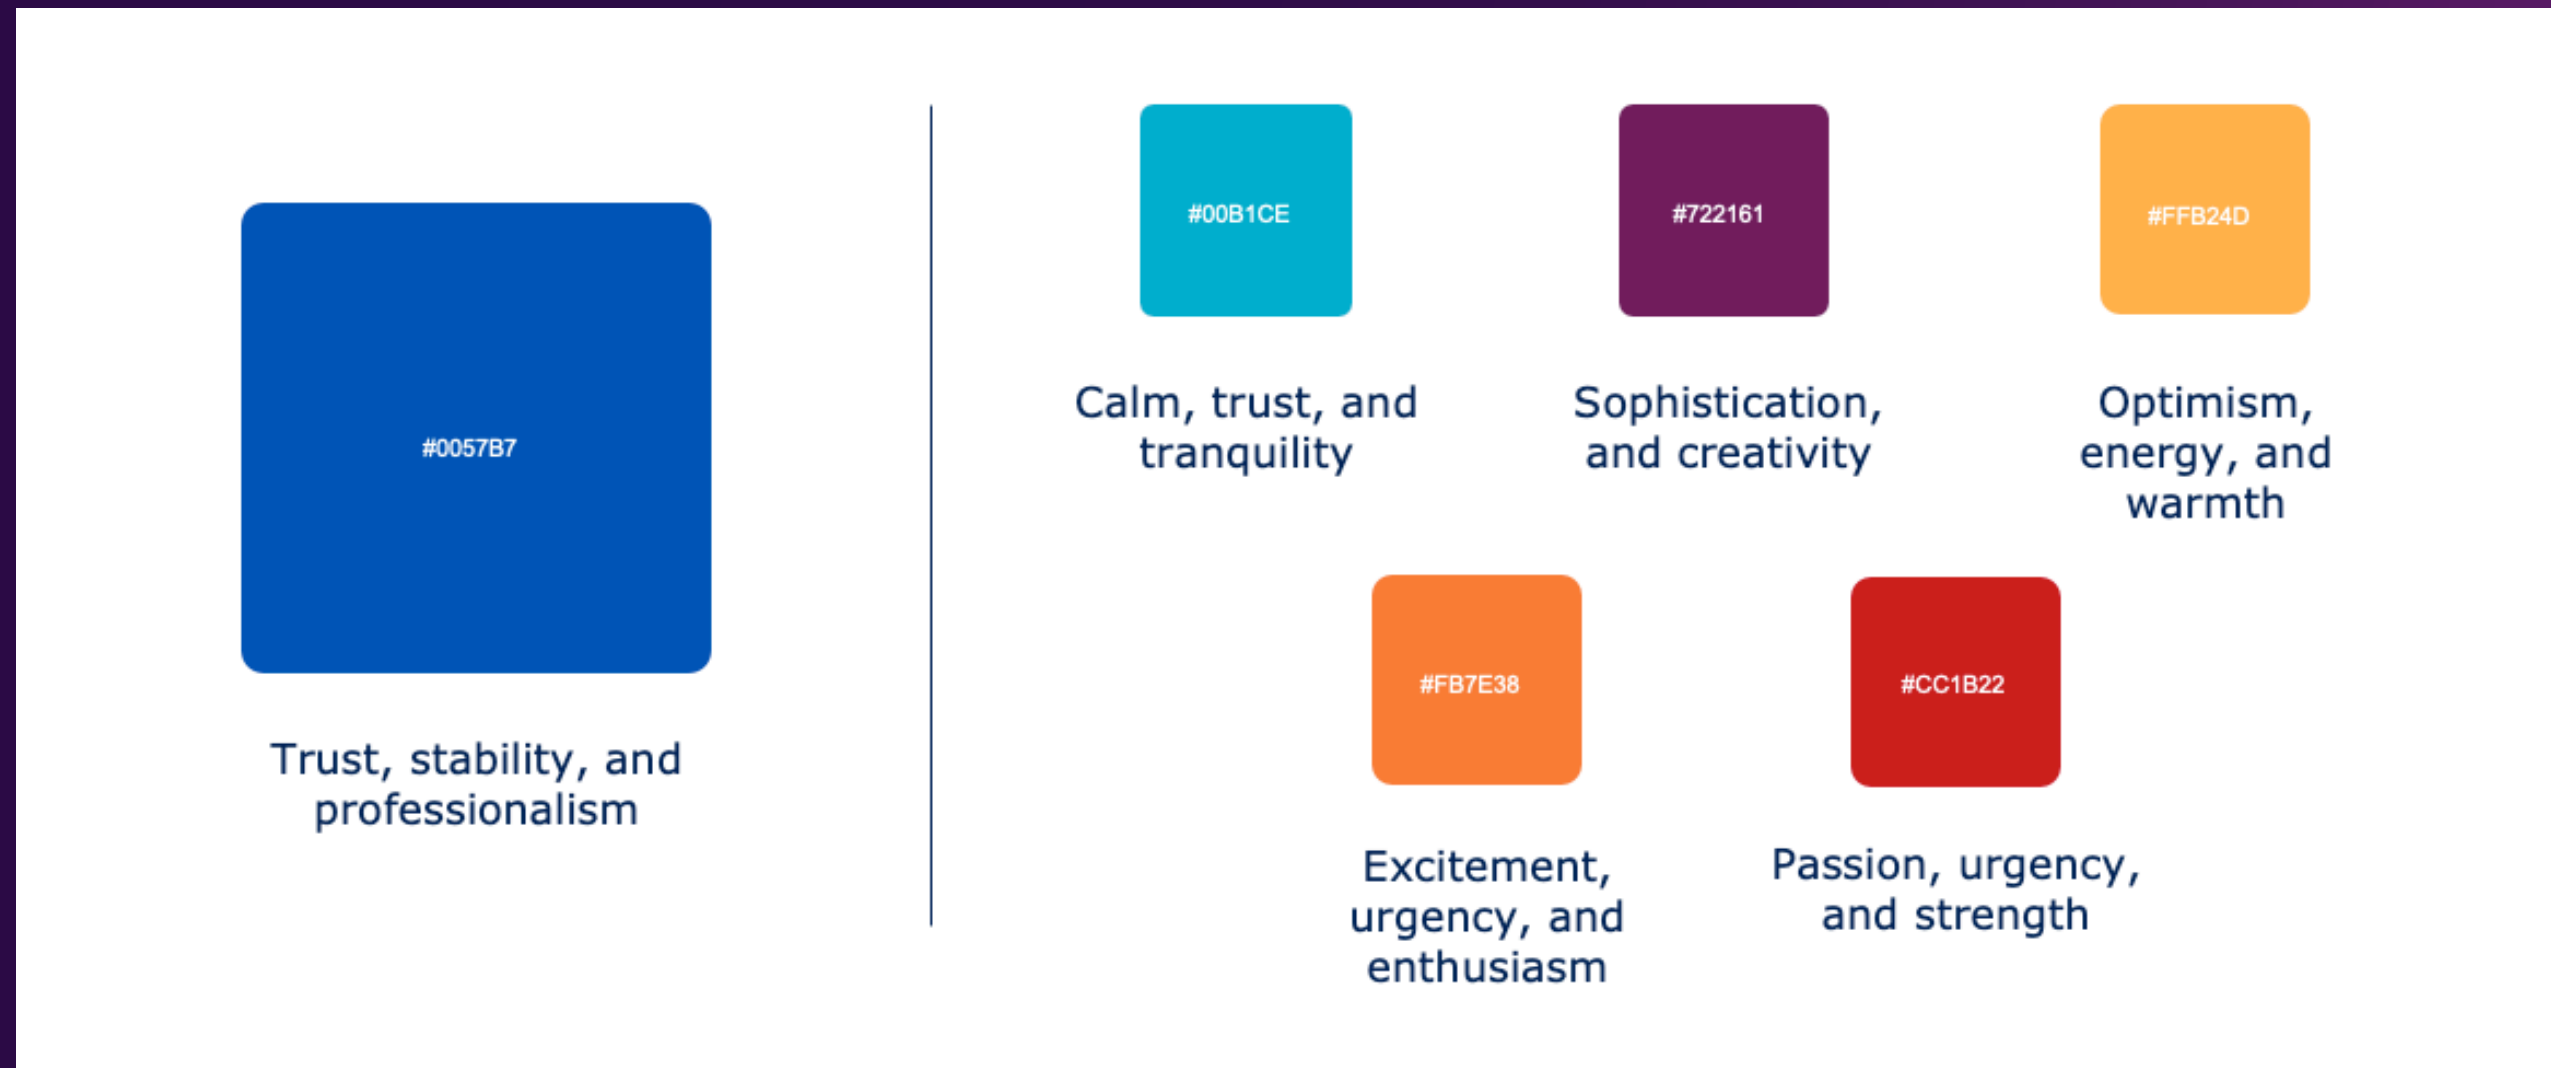 #0057B7
Trust, stability, and
professionalism
#00B1CE
Calm, trust, and
tranquility
#722161
Sophistication,
and creativity
#FFB24D
Optimism,
energy, and
warmth
#FB7E38
Excitement,
urgency, and
enthusiasm
#CC1B22
Passion, urgency,
and strength